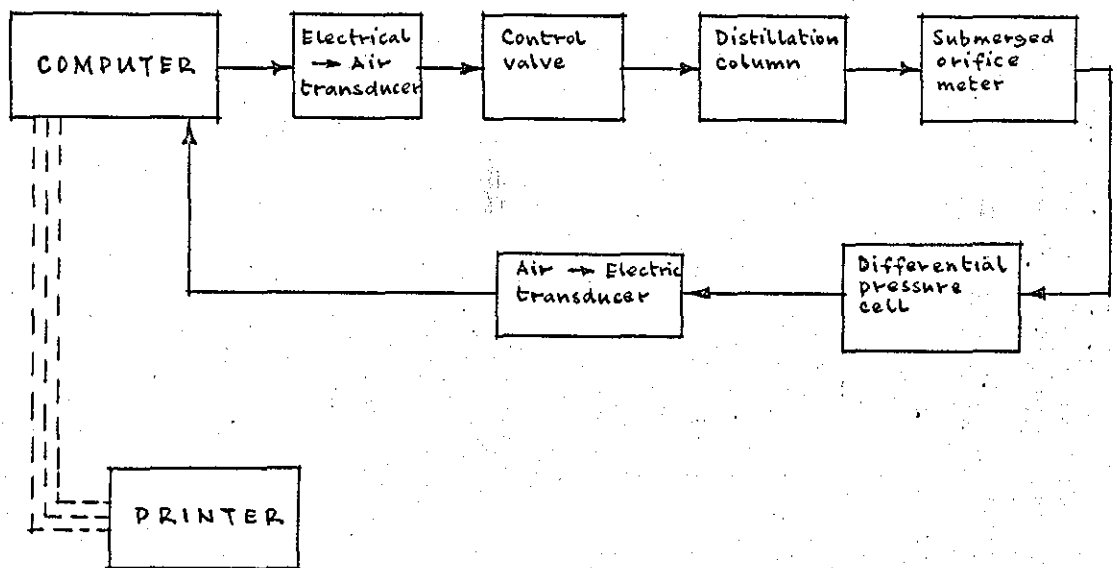 COMPUTER
Electrical
→ Air
transducer
Control
valve
Distillation
column
Submerged
orifice
meter
Air → Electric
transducer
Differential
pressure
cell
PRINTER